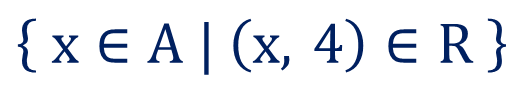 { x ∈ A | (x, 4) ∈ R }